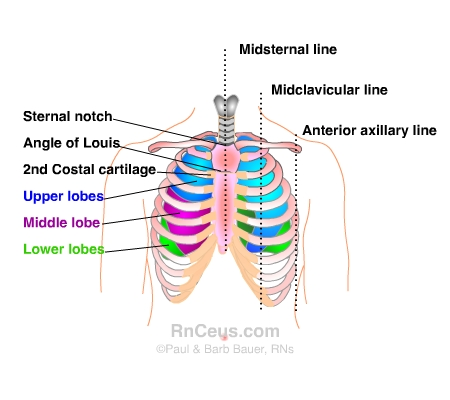 Midsternal line
Midclavicular line
Anterior axillary line
Sternal notch
Angle of Louis
2nd Costal cartilage
Upper lobes
Middle lobe
Lower lobes
RnCeus.com
©Paul & Barb Bauer, RNs